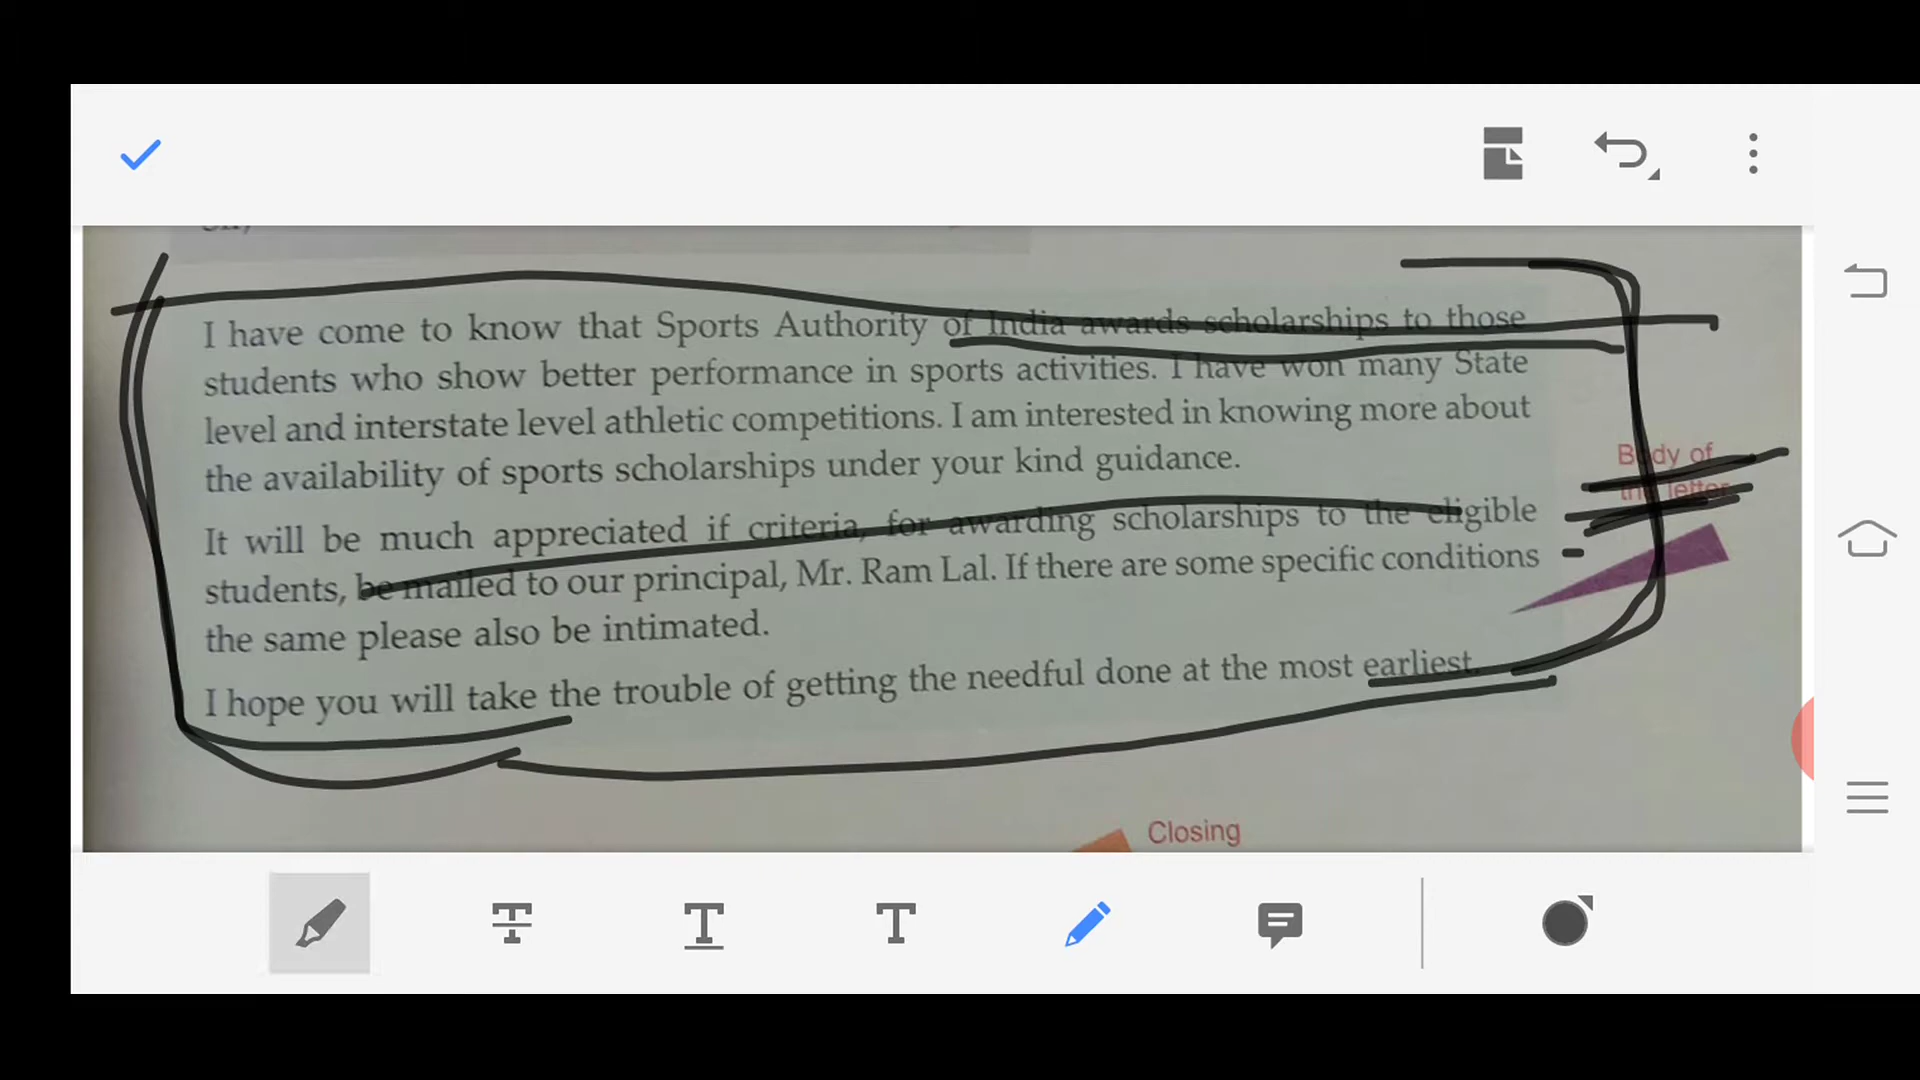 I have come to know that Sports Authority of India awards scholarships to those
students who show better performance in sports activities. I have won many State
level and interstate level athletic competitions. I am interested in knowing more about
the availability of sports scholarships under your kind guidance.
Body of
the letter
It will be much appreciated if criteria, for awarding scholarships to the eligible
students, be mailed to our principal, Mr. Ram Lal. If there are some specific conditions
the same please also be intimated.
I hope you will take the trouble of getting the needful done at the most earliest.
Closing